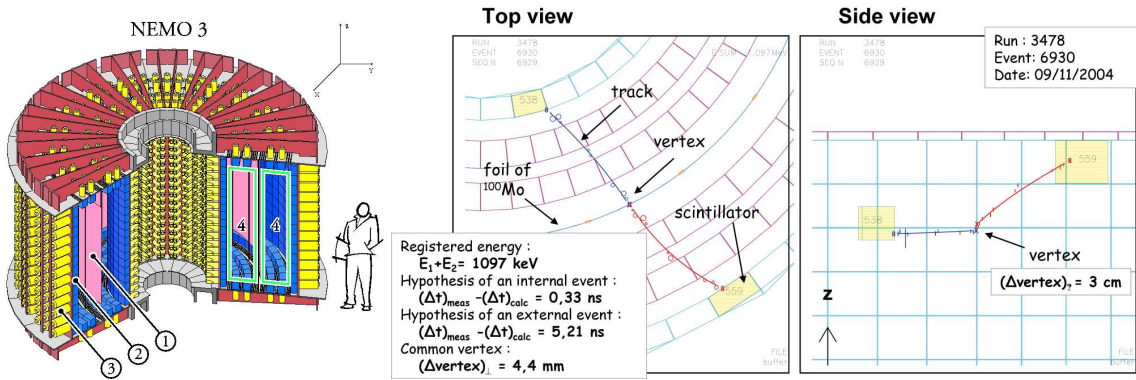 NEMO 3
z
Y
X
4
4
1
2
3
Top view
RUN 3478
EVENT 6930
SEQ.N 6929
E SUM
1.097MeV
538
track
vertex
foil of
¹⁰⁰Mo
scintillator
559
Registered energy :
E₁+E₂= 1097 keV
Hypothesis of an internal event :
(Δt)meas -(Δt)calc = 0,33 ns
Hypothesis of an external event :
(Δt)meas -(Δt)calc = 5,21 ns
Common vertex :
(Δvertex)⊥ = 4,4 mm
Side view
RUN 3478
EVENT 6930
SEQ.N 6929
Run : 3478
Event: 6930
Date: 09/11/2004
559
538
vertex
(Δvertex)? = 3 cm
Z
FILE
buffer
FILE
buffer